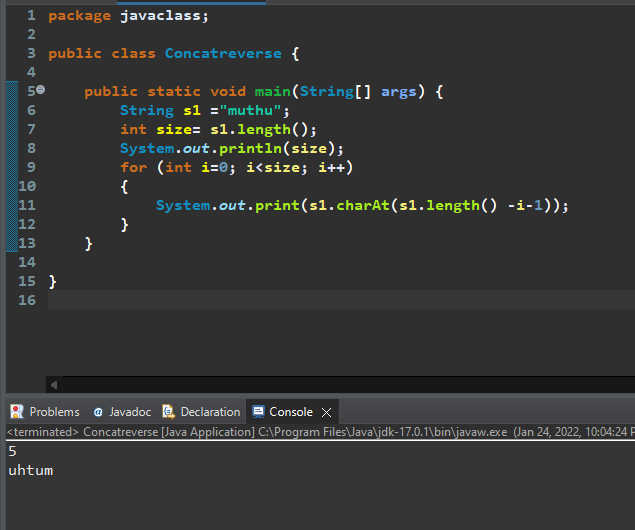 1 package javaclass;
2
3 public class Concatreverse {
4
5 public static void main(String[] args) {
6 String s1 ="muthu";
7 int size= s1.length();
8 System.out.println(size);
9 for (int i=0; i<size; i++)
10 {
11 System.out.print(s1.charAt(s1.length() -i-1));
12 }
13 }
14
15 }
16
Problems @ Javadoc Declaration Console
<terminated> Concatreverse [Java Application] C:\Program Files\Java\jdk-17.0.1\bin\javaw.exe (Jan 24, 2022, 10:04:24 P
5
uhtum